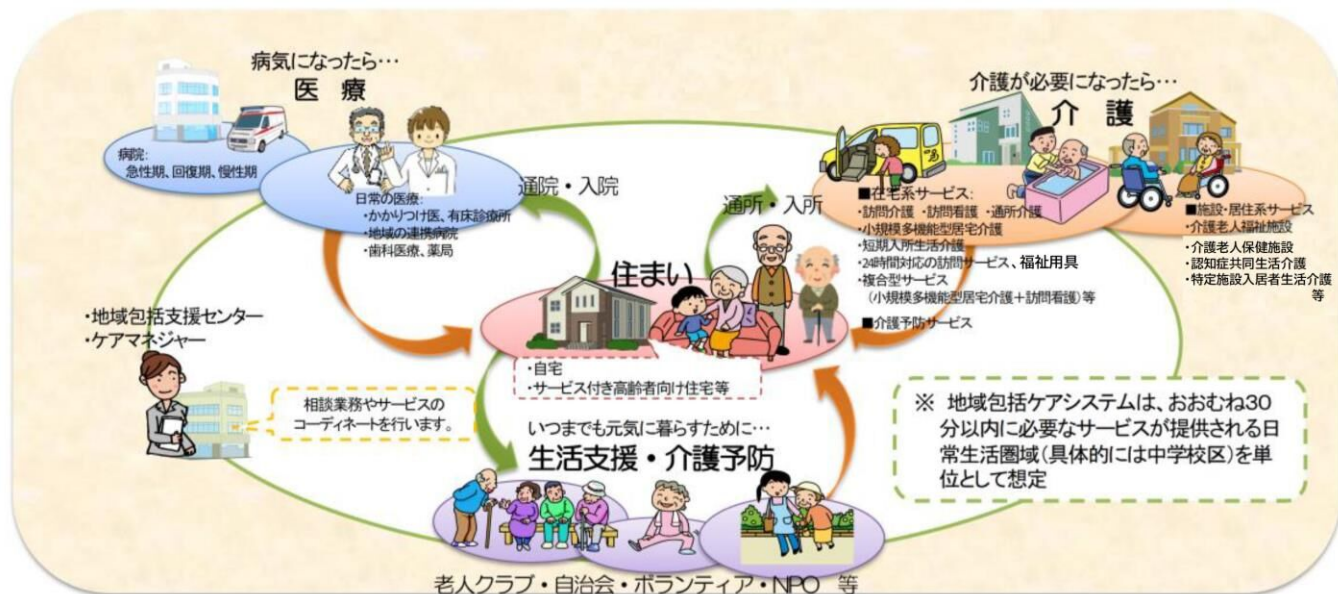 病気になったら…
医 療
病院:
急性期、回復期、慢性期
日常の医療:
・かかりつけ医、有床診療所
・地域の連携病院
・歯科医療、薬局
通院・入院
通所・入所
介護が必要になったら…
介 護
■在宅系サービス:
・訪問介護 ・訪問看護 ・通所介護
・小規模多機能型居宅介護
・短期入所生活介護
・24時間対応の訪問サービス、福祉用具
・複合型サービス
(小規模多機能型居宅介護+訪問看護)等
■介護予防サービス
■施設・居住系サービス
・介護老人福祉施設
・介護老人保健施設
・認知症共同生活介護
・特定施設入居者生活介護
等
住まい
・自宅
・サービス付き高齢者向け住宅等
・地域包括支援センター
・ケアマネジャー
相談業務やサービスの
コーディネートを行います。
いつまでも元気に暮らすために…
生活支援・介護予防
老人クラブ・自治会・ボランティア・NPO 等
※ 地域包括ケアシステムは、おおむね30
分以内に必要なサービスが提供される日
常生活圏域(具体的には中学校区)を単
位として想定